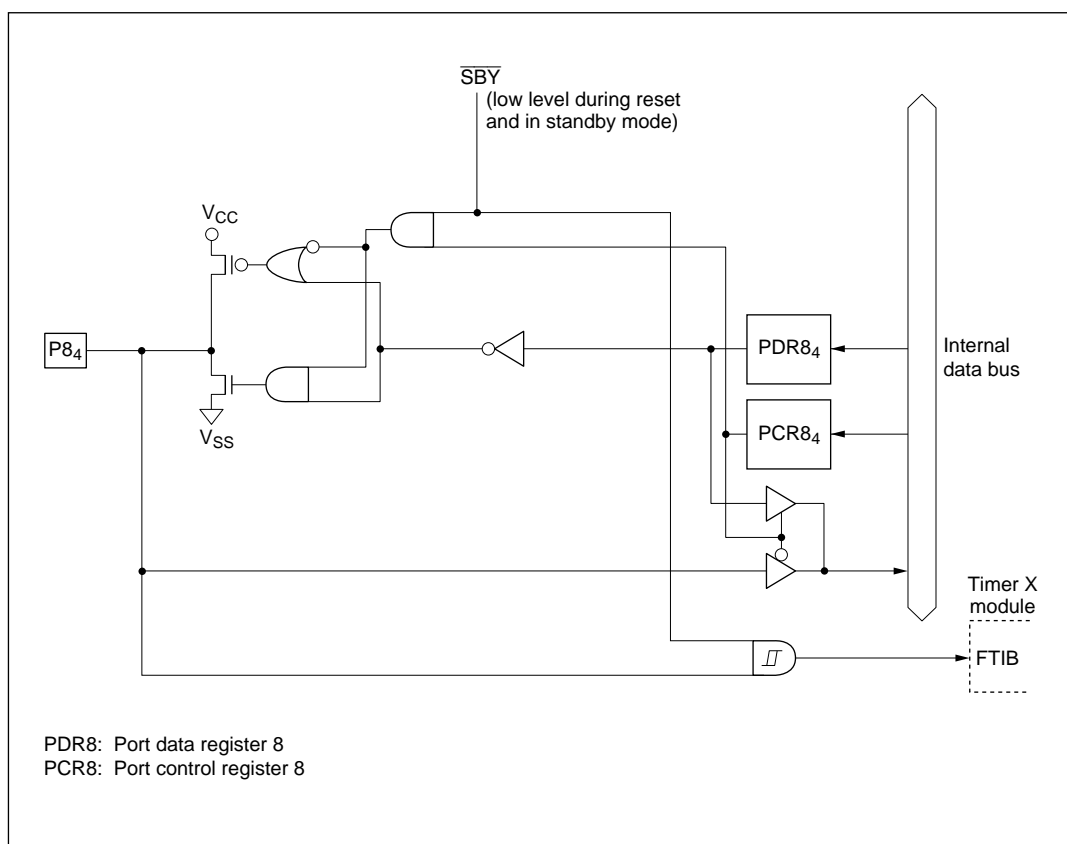 SBY
(low level during reset
and in standby mode)
VCC
P84
VSS
PDR84
PCR84
Internal
data bus
Timer X
module
FTIB
PDR8: Port data register 8
PCR8: Port control register 8